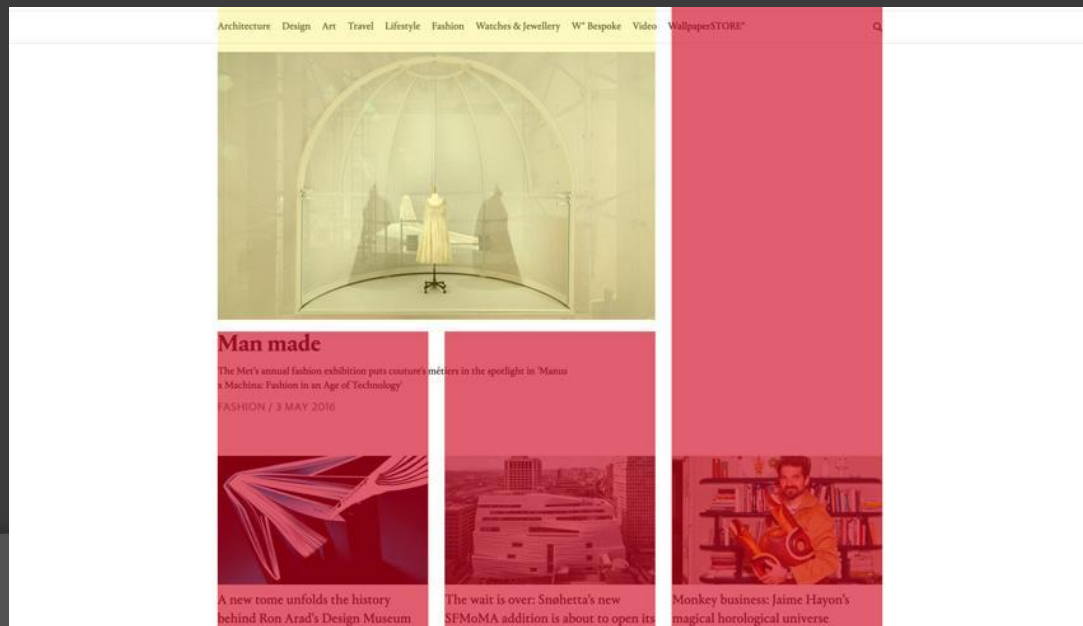 Architecture Design Art Travel Lifestyle Fashion Watches & Jewellery W* Bespoke Video WallpaperSTORE*
Man made
The Met's annual fashion exhibition puts couture's métiers in the spotlight in 'Manus
x Machina: Fashion in an Age of Technology'
FASHION / 3 MAY 2016
A new tome unfolds the history
behind Ron Arad's Design Museum
The wait is over: Snøhetta's new
SFMoMA addition is about to open its
Monkey business: Jaime Hayon's
magical horological universe